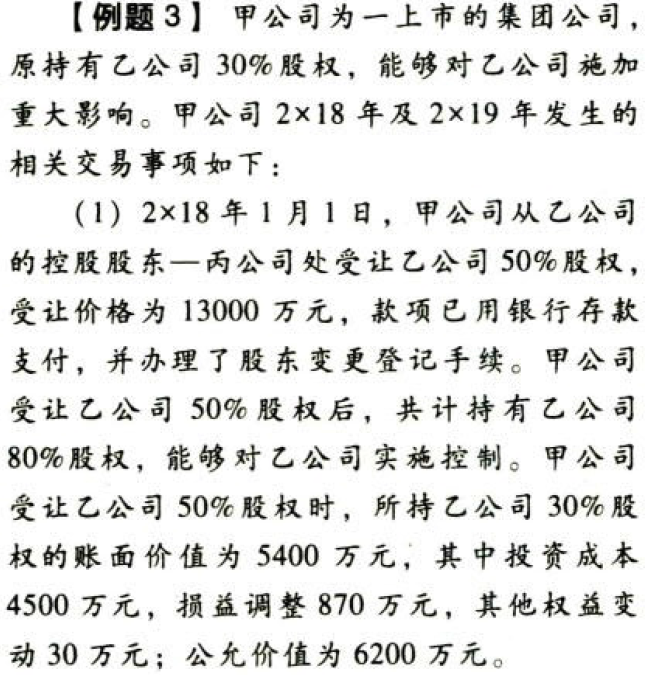 【例题3】 甲公司为一上市的集团公司，
原持有乙公司 30%股权，能够对乙公司施加
重大影响。甲公司 2×18 年及 2×19 年发生的
相关交易事项如下：
（1）2×18 年 1 月 1 日，甲公司从乙公司
的控股股东—丙公司处受让乙公司 50%股权，
受让价格为 13000 万元，款项已用银行存款
支付，并办理了股东变更登记手续。甲公司
受让乙公司 50%股权后，共计持有乙公司
80%股权，能够对乙公司实施控制。甲公司
受让乙公司 50%股权时，所持乙公司 30%股
权的账面价值为 5400 万元，其中投资成本
4500 万元，损益调整 870 万元，其他权益变
动 30 万元；公允价值为 6200 万元。